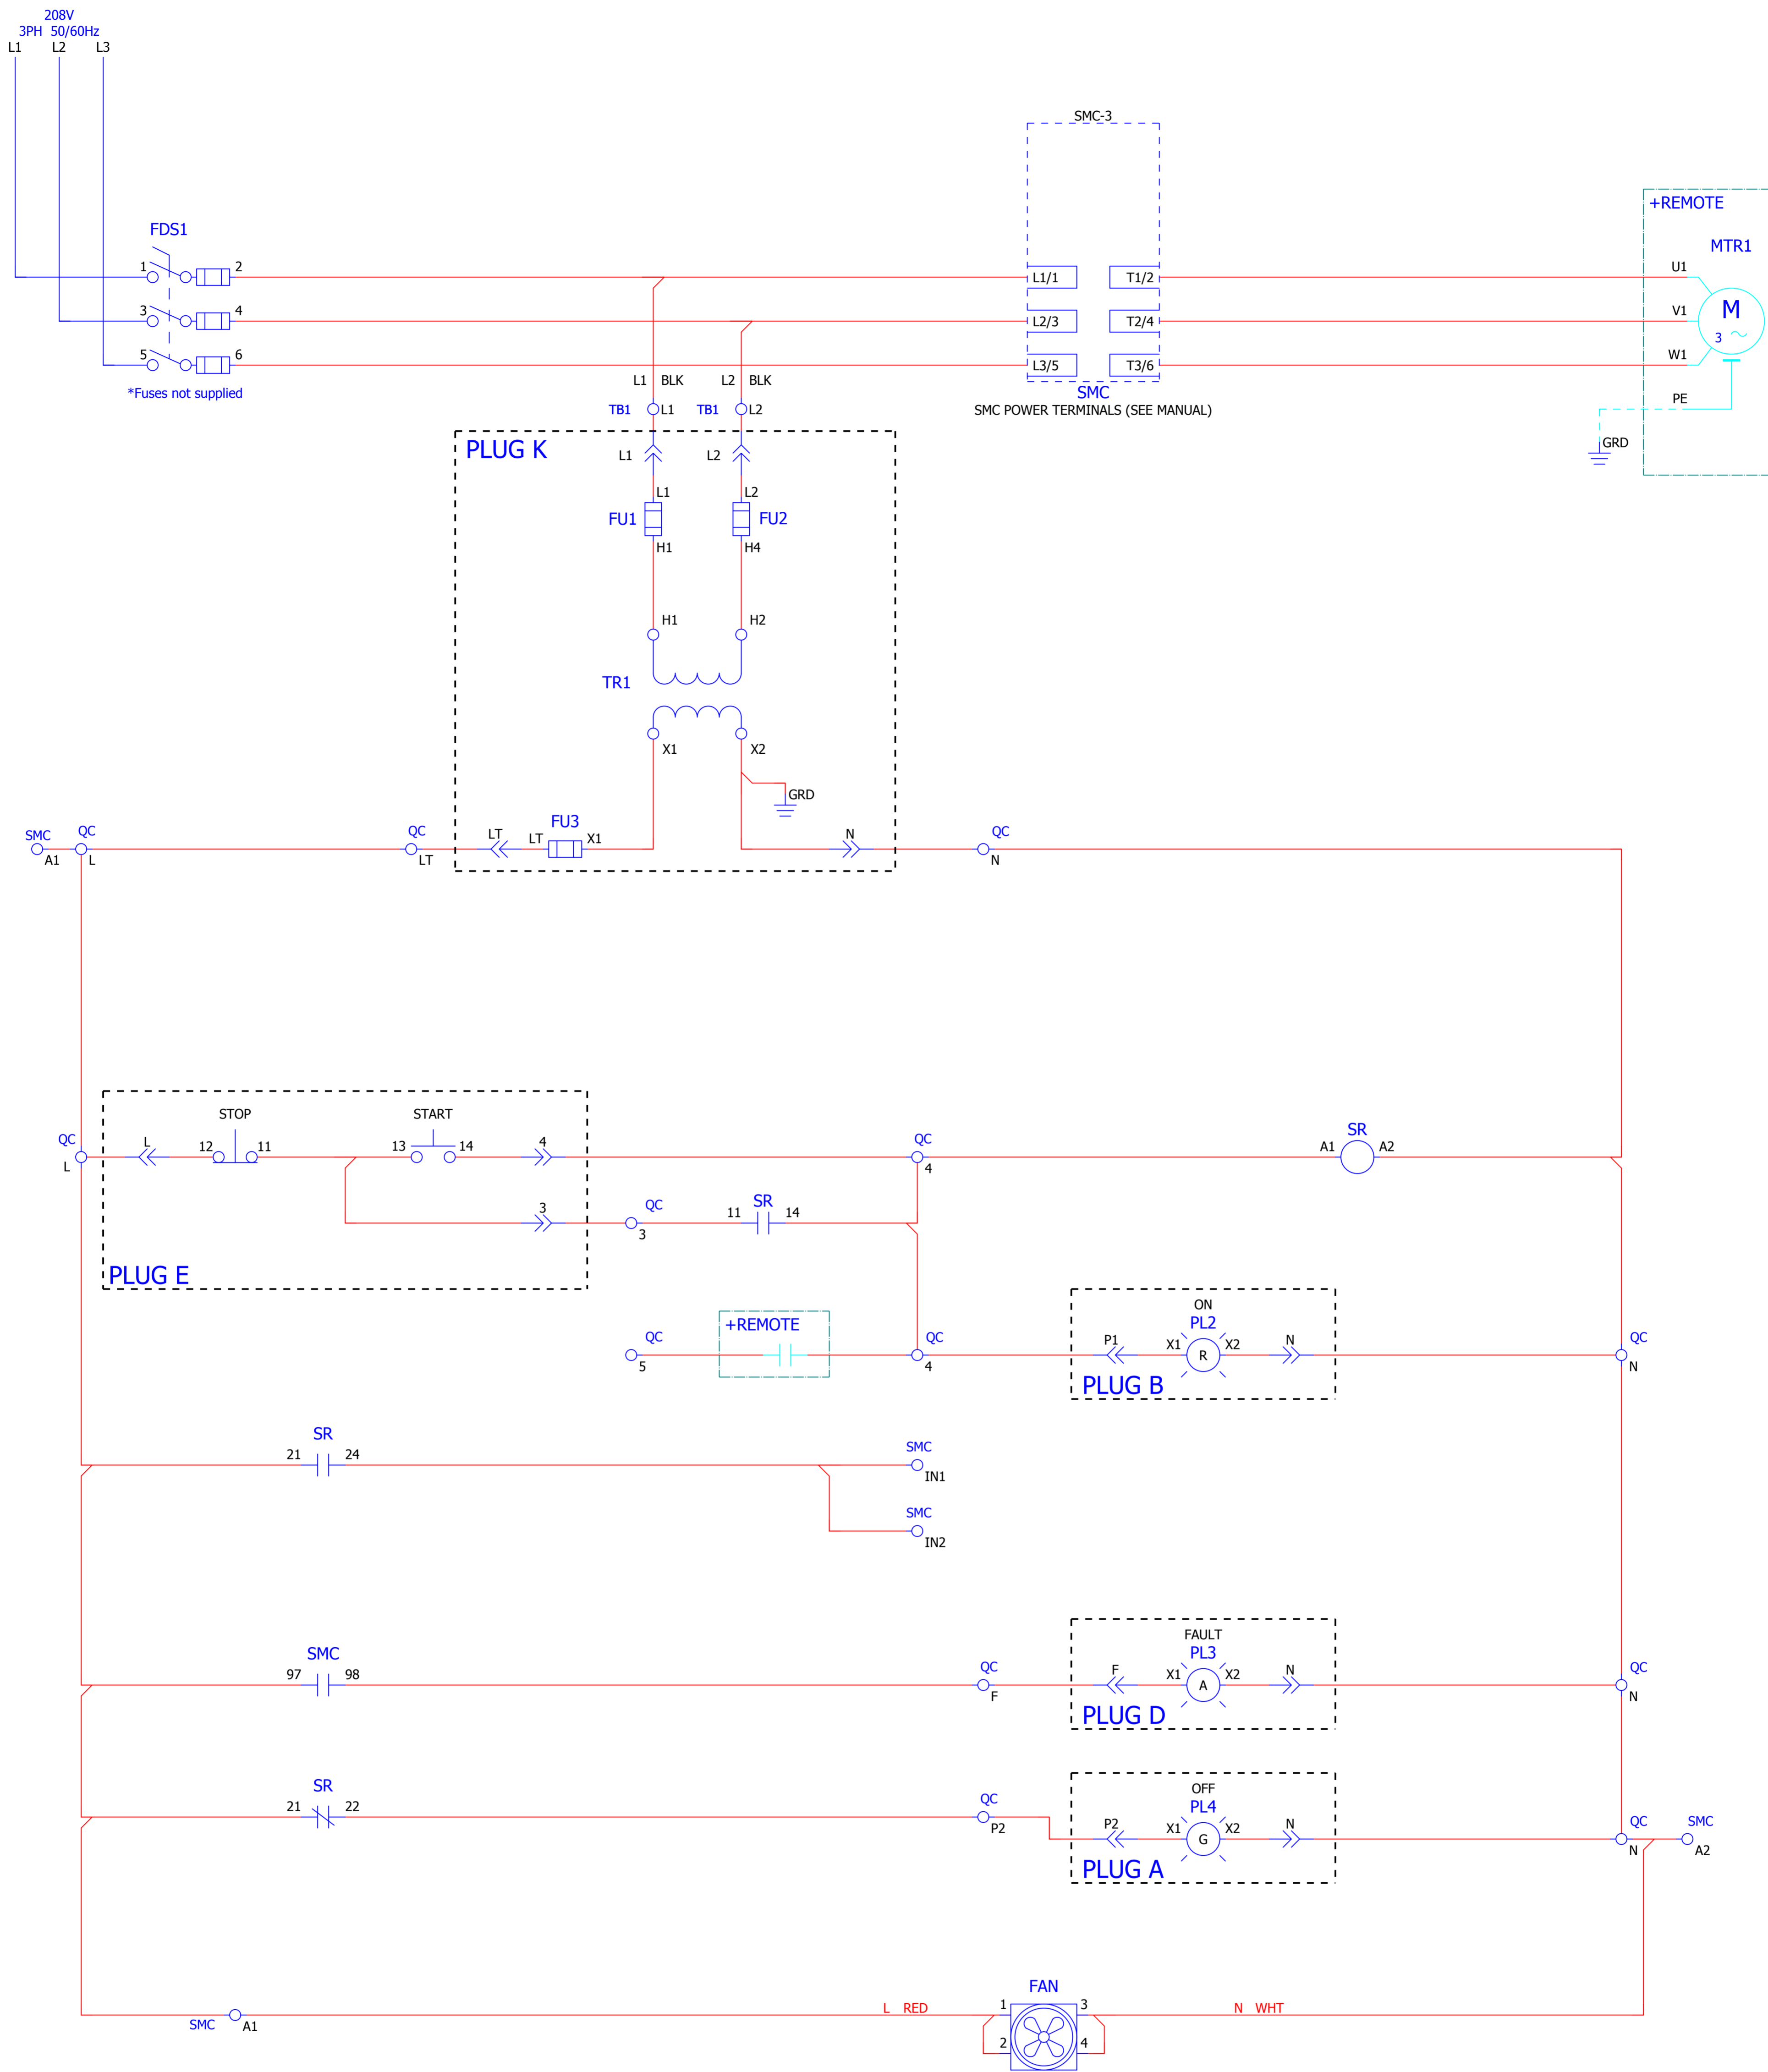 208V
3PH 50/60Hz
L1 L2 L3
SMC-3
+REMOTE
FDS1
MTR1
1 2 L1/1 T1/2 U1
3 4 L2/3 T2/4 V1
M
3
5 6 L3/5 T3/6 W1
*Fuses not supplied
L1 BLK L2 BLK
SMC
SMC POWER TERMINALS (SEE MANUAL)
PE
TB1 L1 TB1 L2
GRD
PLUG K
L1 L2
L1 L2
FU1 FU2
H1 H4
H1 H2
TR1
X1 X2
GRD
SMC QC QC LT FU3 N QC
LT X1
A1 L LT N
STOP START
QC L 12 11 13 14 4 QC SR
A1 A2
L 4
3 QC 11 SR 14
3
PLUG E
ON
+REMOTE PL2
QC QC P1 X1 X2 N QC
R
5 4 N
PLUG B
SR
21 24 SMC
IN1
SMC
IN2
FAULT
SMC PL3
97 98 QC F X1 X2 N QC
A
F N
PLUG D
SR OFF
21 22 QC PL4
P2 P2 X1 X2 N QC SMC
G
N A2
PLUG A
FAN
L RED 1 3 N WHT
SMC A1
2 4